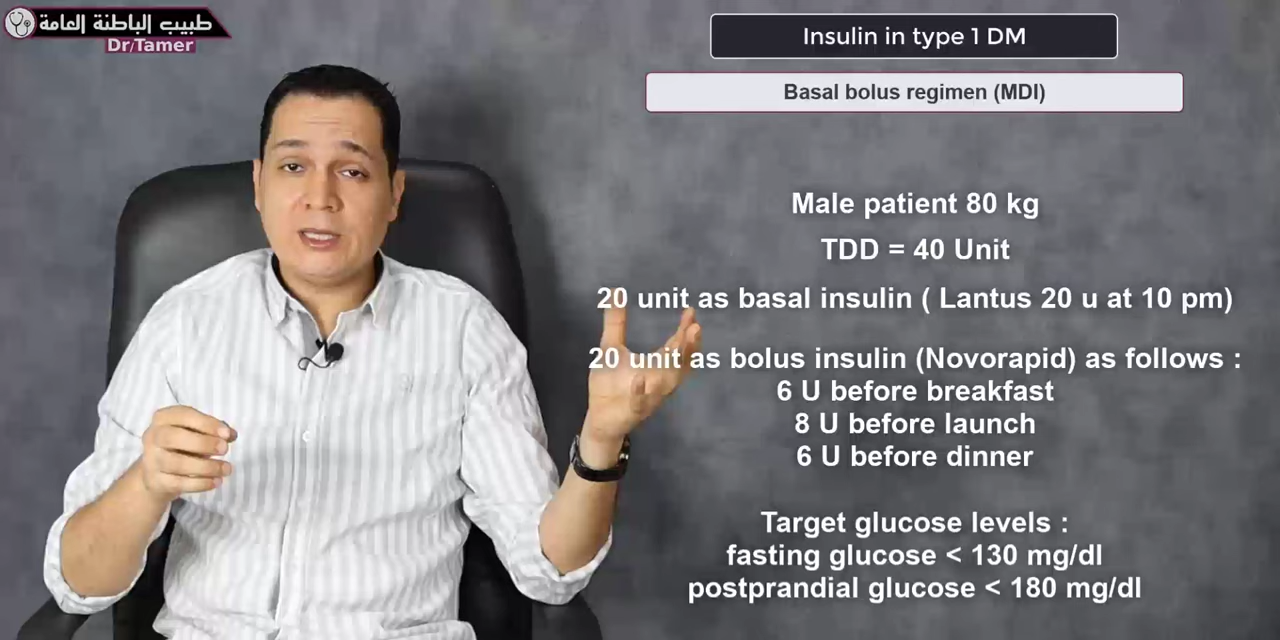 طبيب الباطنة العامة
Dr/Tamer
Insulin in type 1 DM
Basal bolus regimen (MDI)
Male patient 80 kg
TDD = 40 Unit
20 unit as basal insulin ( Lantus 20 u at 10 pm)
20 unit as bolus insulin (Novorapid) as follows :
6 U before breakfast
8 U before launch
6 U before dinner
Target glucose levels :
fasting glucose < 130 mg/dl
postprandial glucose < 180 mg/dl